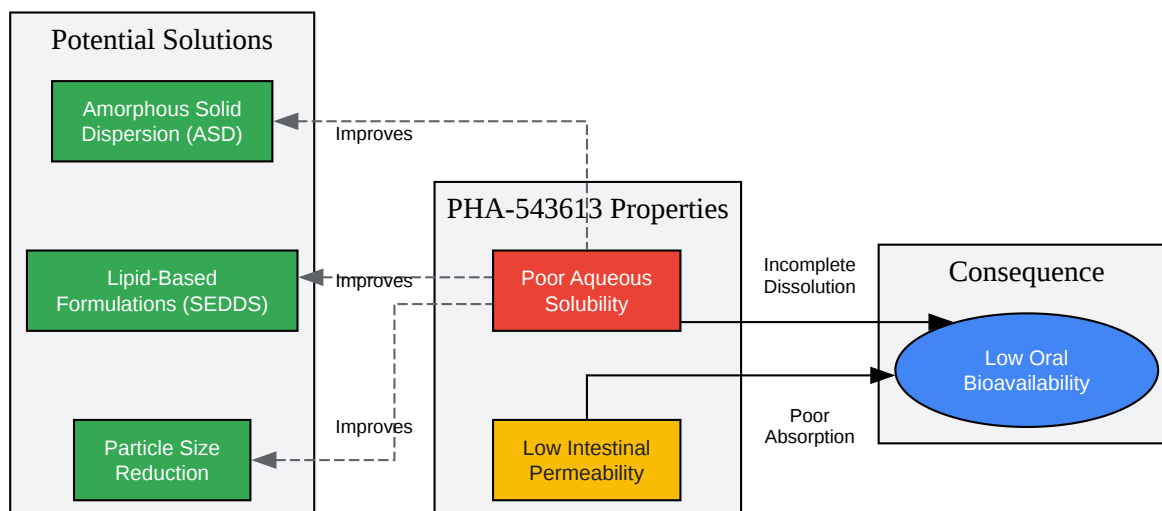 Potential Solutions
Amorphous Solid
Dispersion (ASD)
Improves
Lipid-Based
Formulations (SEDDS)
Improves
Particle Size
Reduction
Improves
PHA-543613 Properties
Poor Aqueous
Solubility
Low Intestinal
Permeability
Incomplete
Dissolution
Poor
Absorption
Consequence
Low Oral
Bioavailability